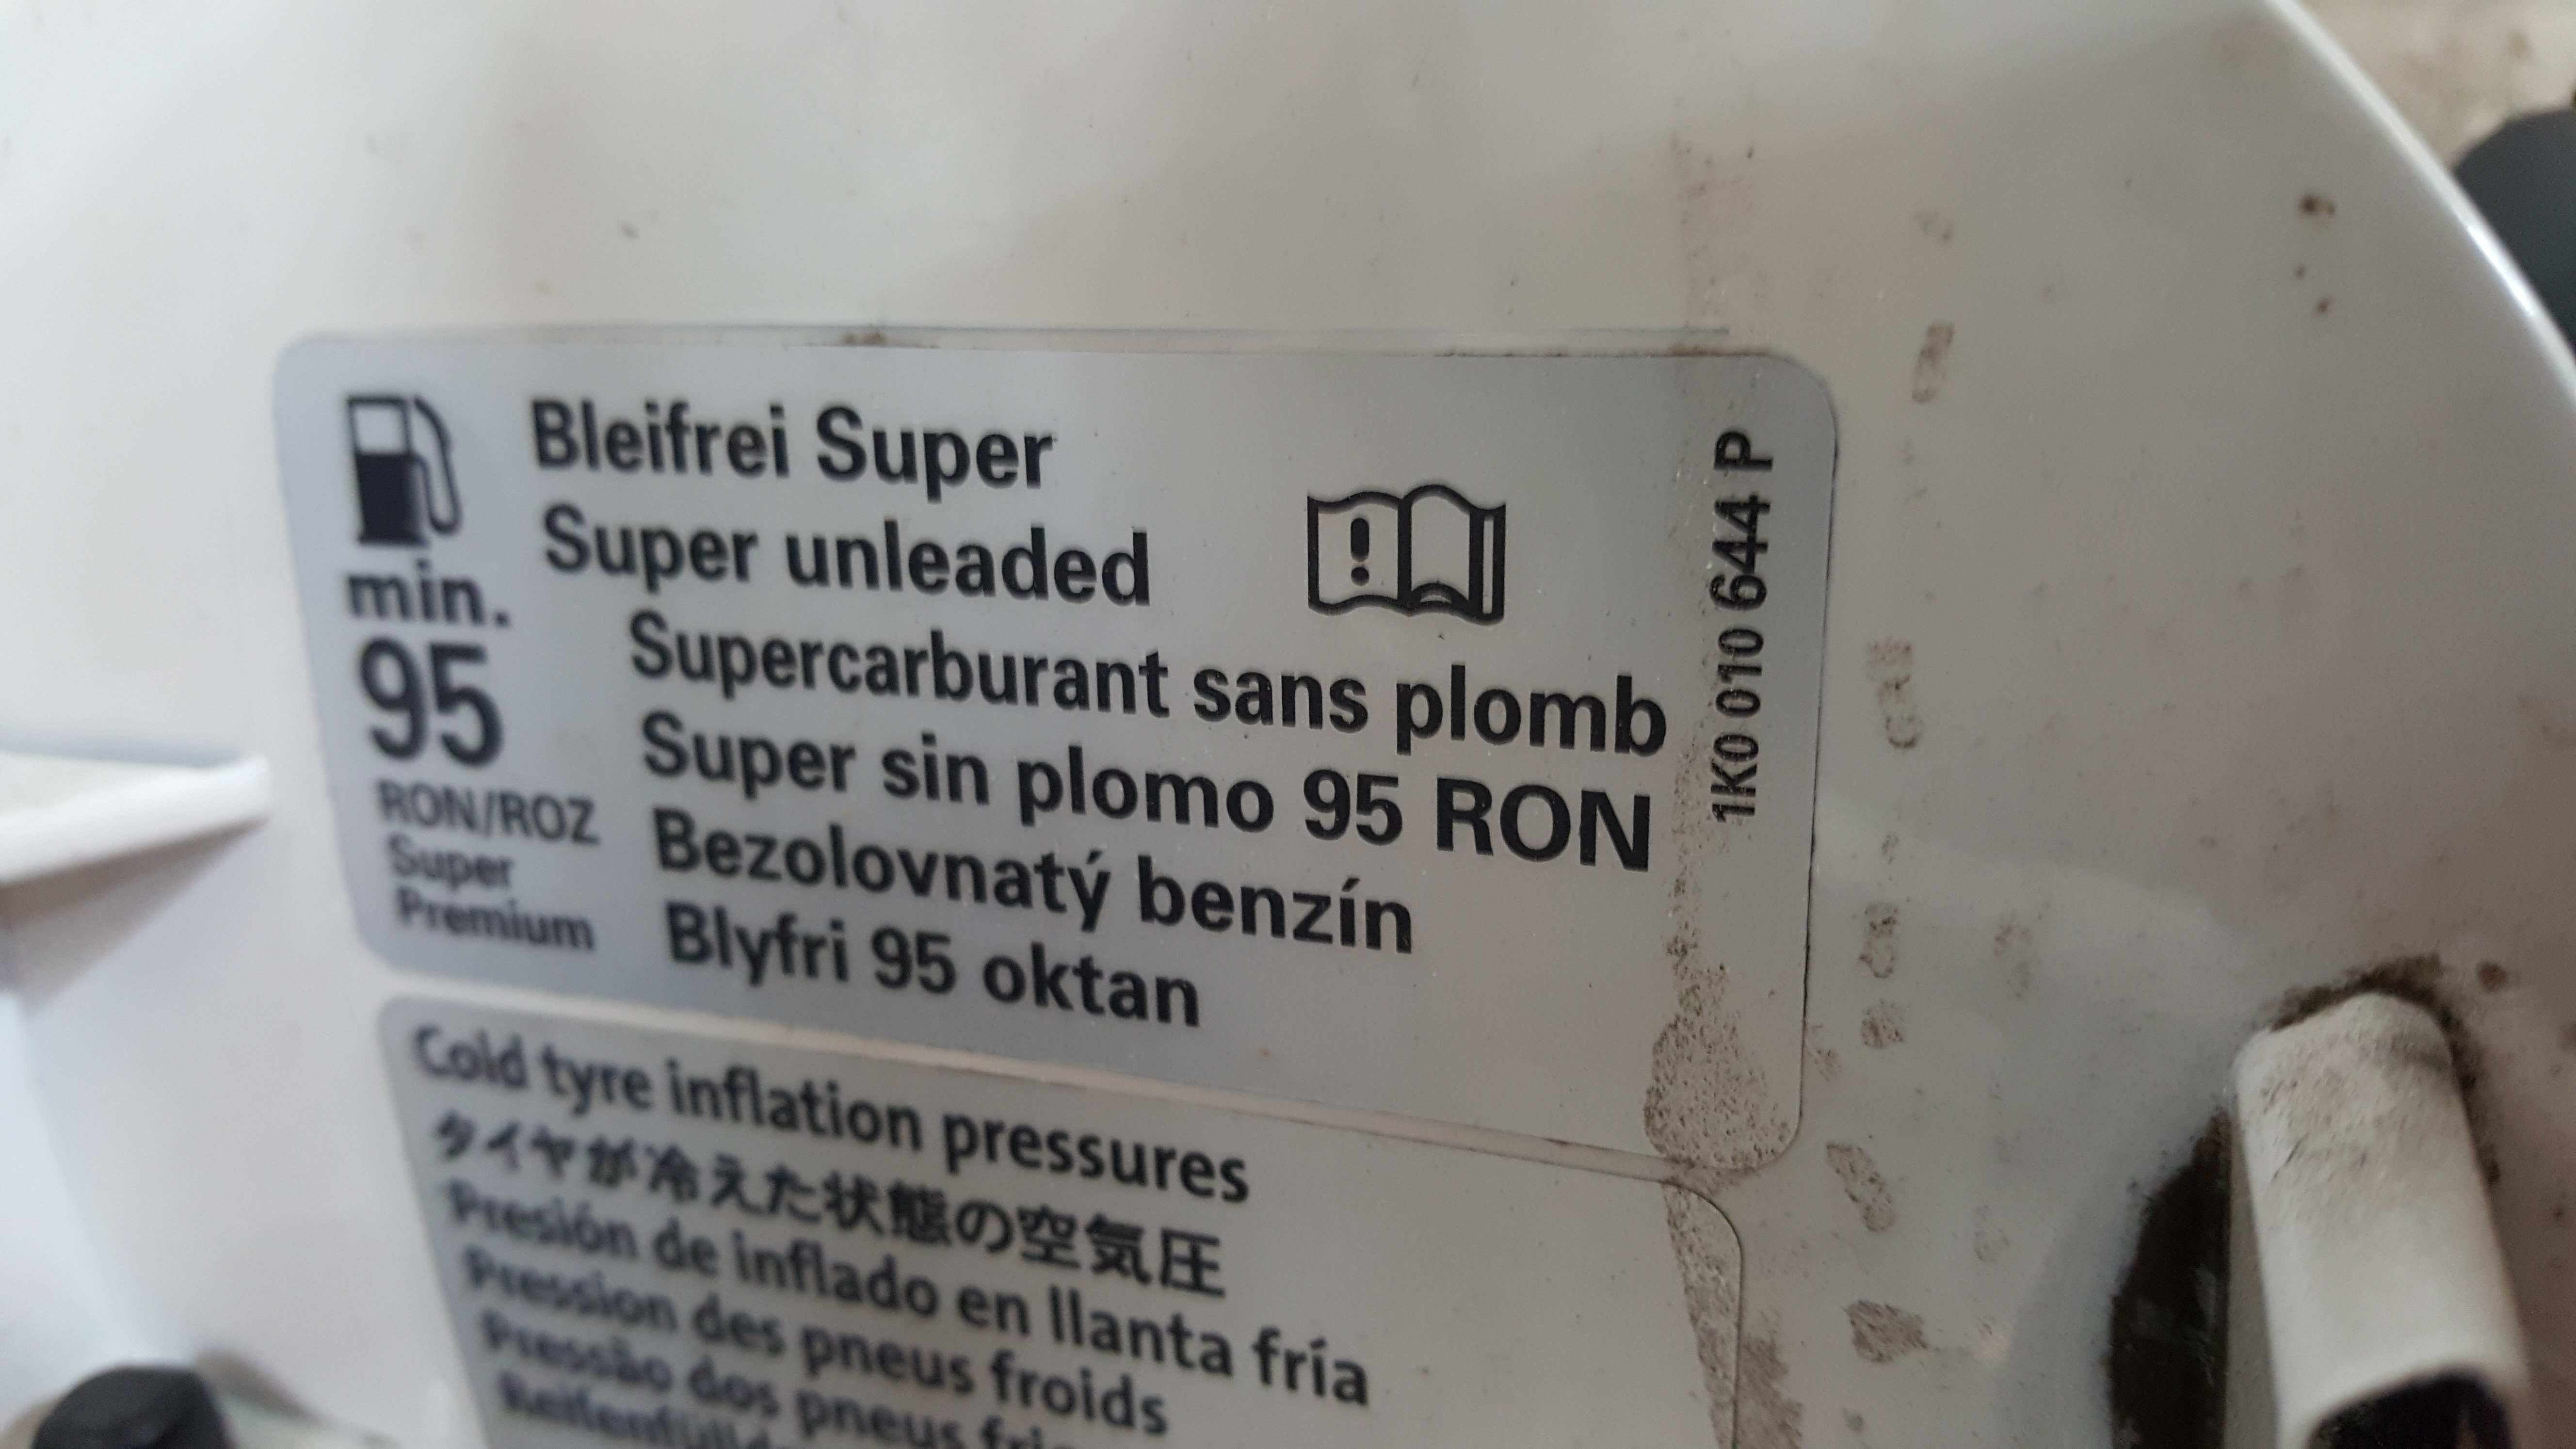 Bleifrei Super
Super unleaded
Supercarburant sans plomb
Super sin plomo 95 RON
Bezolovnatý benzín
Blyfri 95 oktan
min.
95
RON/ROZ
Super
Premium
1K0 010 644 P
Cold tyre inflation pressures
タイヤが冷えた状態の空気圧
Presión de inflado en llanta fría
Pression des pneus froids
Pressão dos pneus